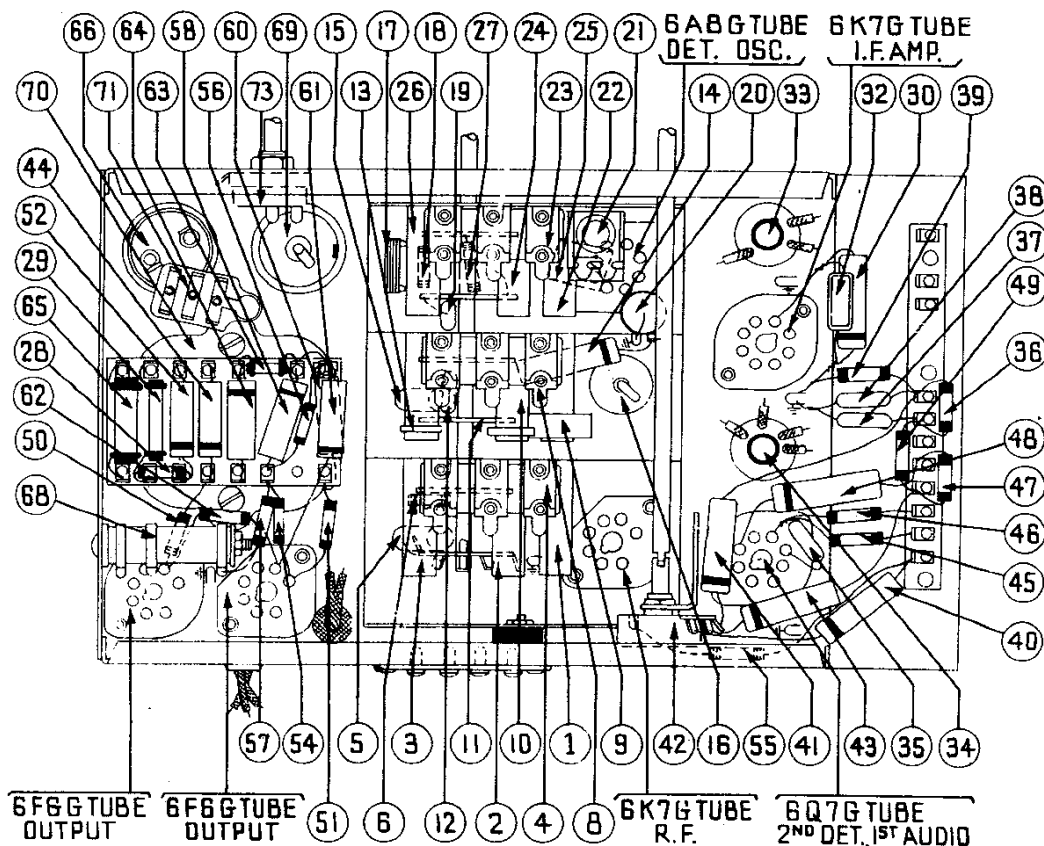 66 64 58 60 69 15 17 18 27 24 25 21 6A8G TUBE 6K7G TUBE
DET. OSC. I.F. AMP.
70 71 63 56 73 61 13 26 19 23 22 14 20 33 32 30 39
44
38
52
37
29
49
65
36
28
48
62
47
50
46
68
45
40
57 54 5 3 11 10 1 9 42 16 55 41 43 35 34
6F6G TUBE 6F6G TUBE 51 6 12 2 4 8 6K7G TUBE 6Q7G TUBE
OUTPUT OUTPUT R.F. 2ND DET. 1ST AUDIO